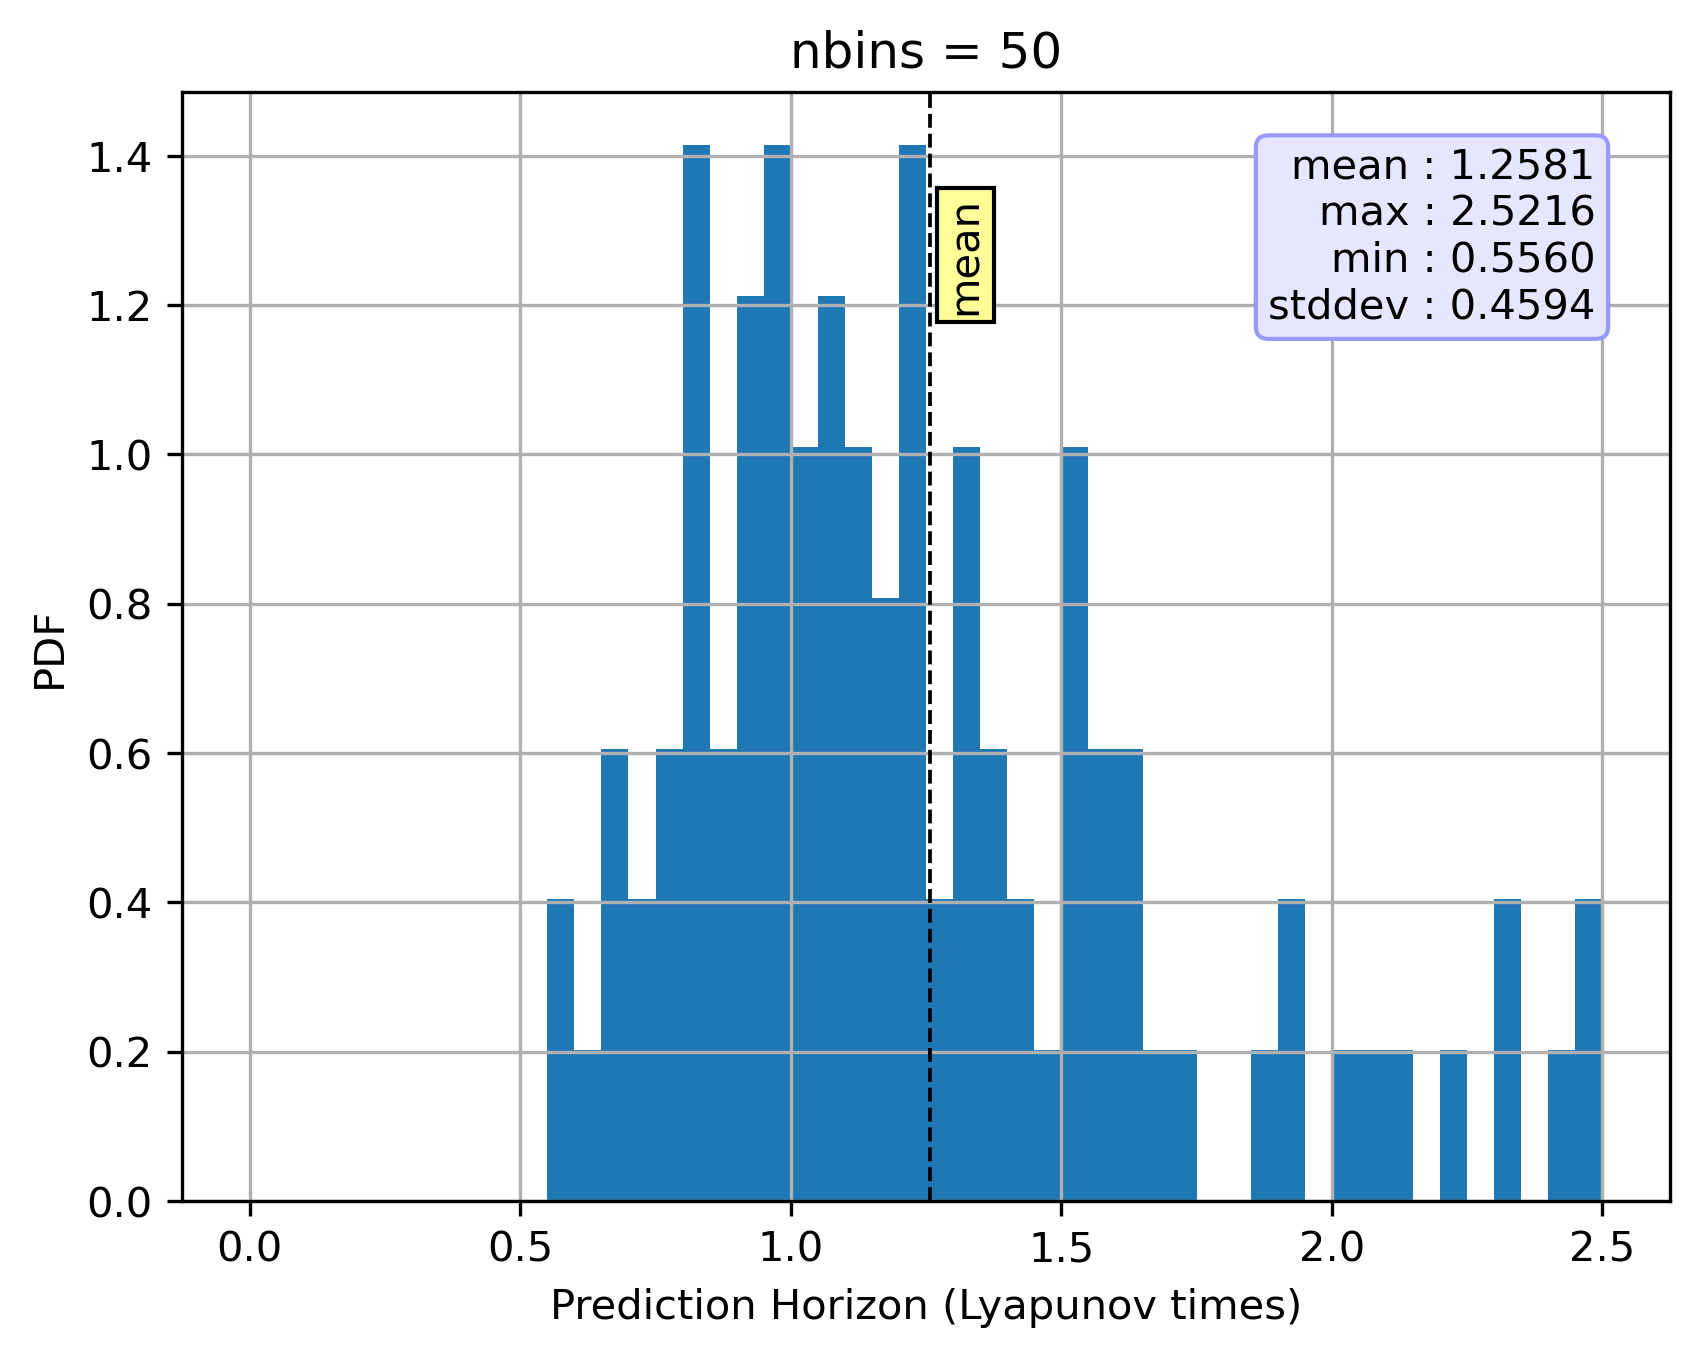 nbins = 50
mean : 1.2581
max : 2.5216
min : 0.5560
stddev : 0.4594
mean
PDF
1.4
1.2
1.0
0.8
0.6
0.4
0.2
0.0
0.0 0.5 1.0 1.5 2.0 2.5
Prediction Horizon (Lyapunov times)